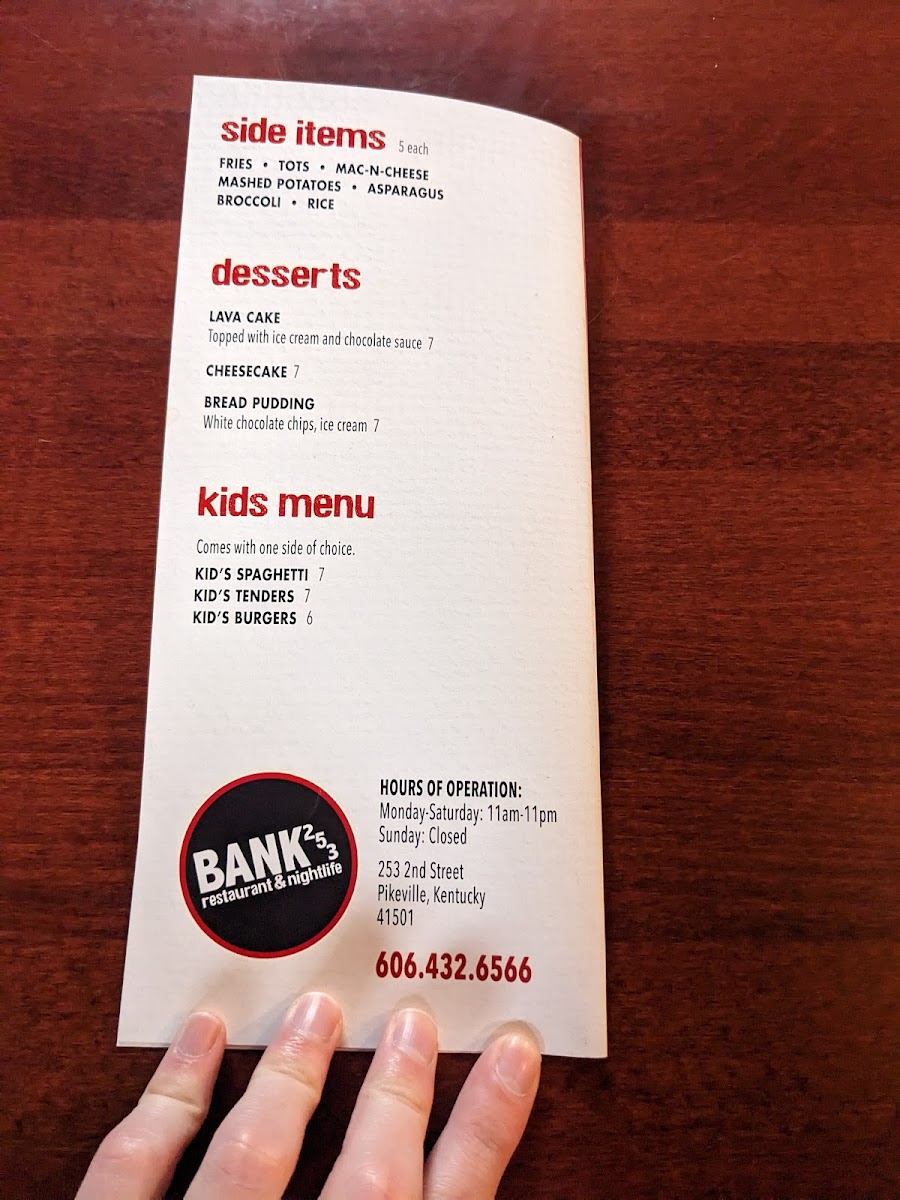 side items 5 each
FRIES • TOTS • MAC-N-CHEESE
MASHED POTATOES • ASPARAGUS
BROCCOLI • RICE
desserts
LAVA CAKE
Topped with ice cream and chocolate sauce 7
CHEESECAKE 7
BREAD PUDDING
White chocolate chips, ice cream 7
kids menu
Comes with one side of choice.
KID'S SPAGHETTI 7
KID'S TENDERS 7
KID'S BURGERS 6
BANK 253
restaurant & nightlife
HOURS OF OPERATION:
Monday-Saturday: 11am-11pm
Sunday: Closed
253 2nd Street
Pikeville, Kentucky
41501
606.432.6566